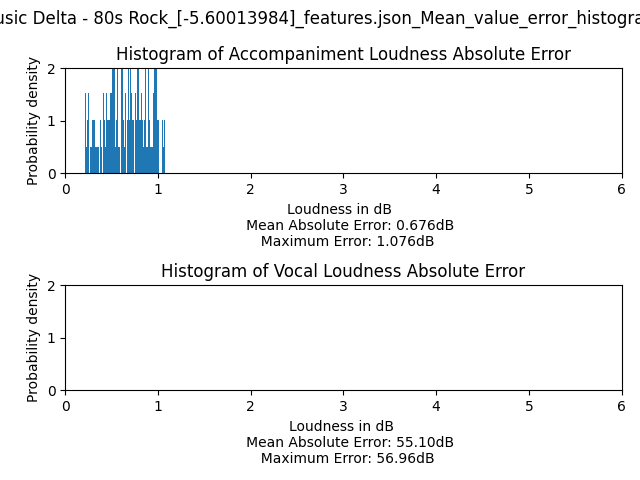 usic Delta - 80s Rock_[-5.60013984]_features.json_Mean_value_error_histogra
Histogram of Accompaniment Loudness Absolute Error
Probability density
2
1
0
0 1 2 3 4 5 6
Loudness in dB
Mean Absolute Error: 0.676dB
Maximum Error: 1.076dB
Histogram of Vocal Loudness Absolute Error
Probability density
2
1
0
0 1 2 3 4 5 6
Loudness in dB
Mean Absolute Error: 55.10dB
Maximum Error: 56.96dB